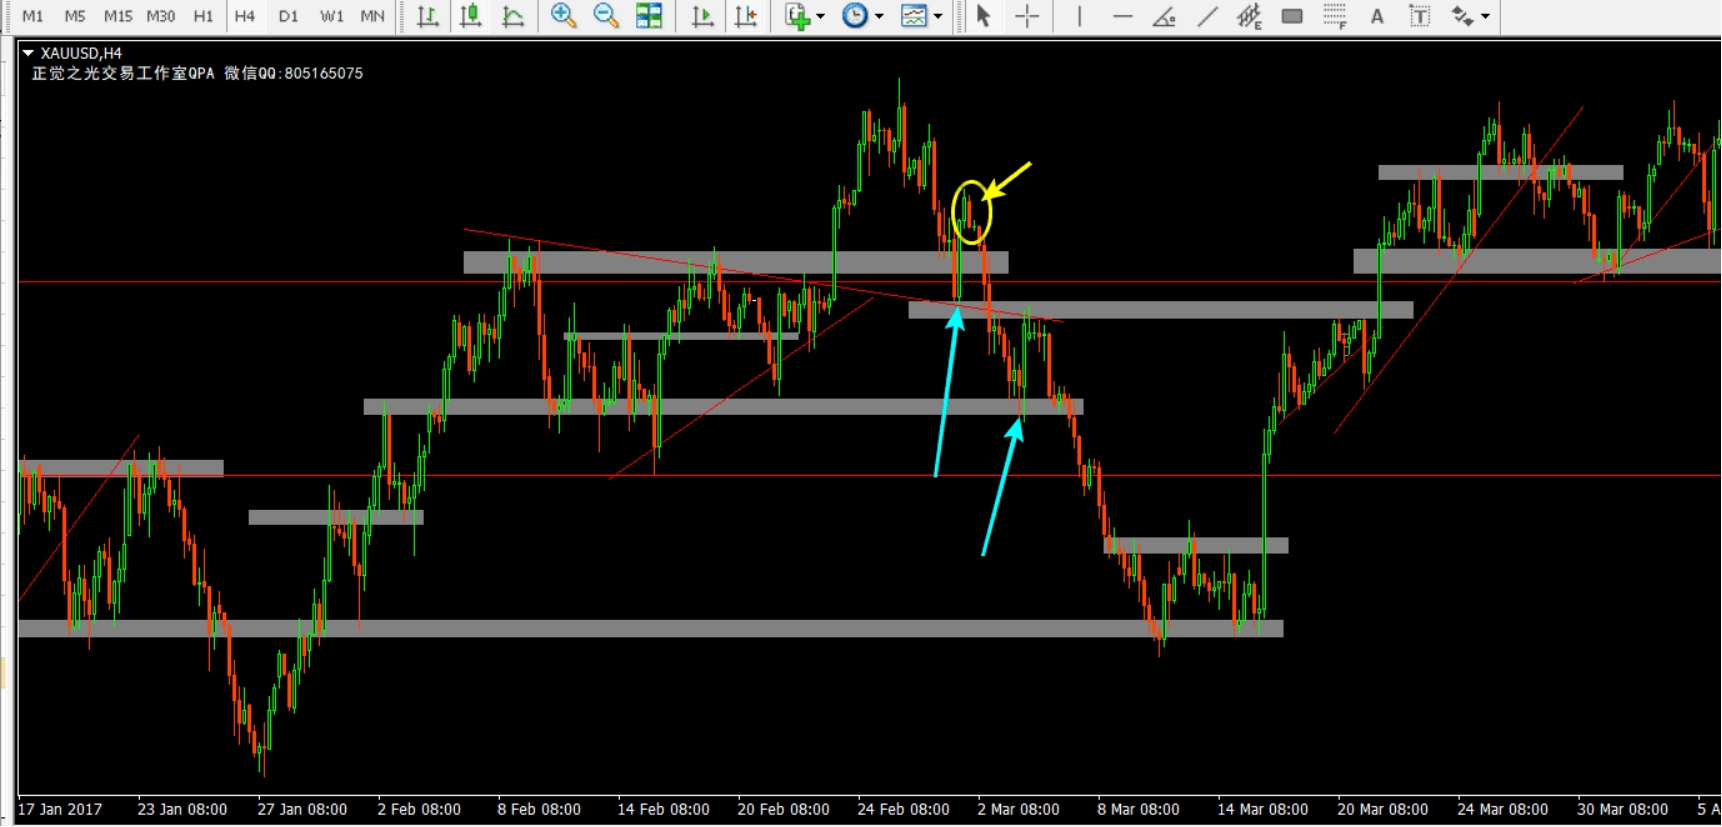 M1 M5 M15 M30 H1 H4 D1 W1 MN E F A T
XAUUSD,H4
正觉之光交易工作室QPA 微信QQ:805165075
17 Jan 2017 23 Jan 08:00 27 Jan 08:00 2 Feb 08:00 8 Feb 08:00 14 Feb 08:00 20 Feb 08:00 24 Feb 08:00 2 Mar 08:00 8 Mar 08:00 14 Mar 08:00 20 Mar 08:00 24 Mar 08:00 30 Mar 08:00 5 A